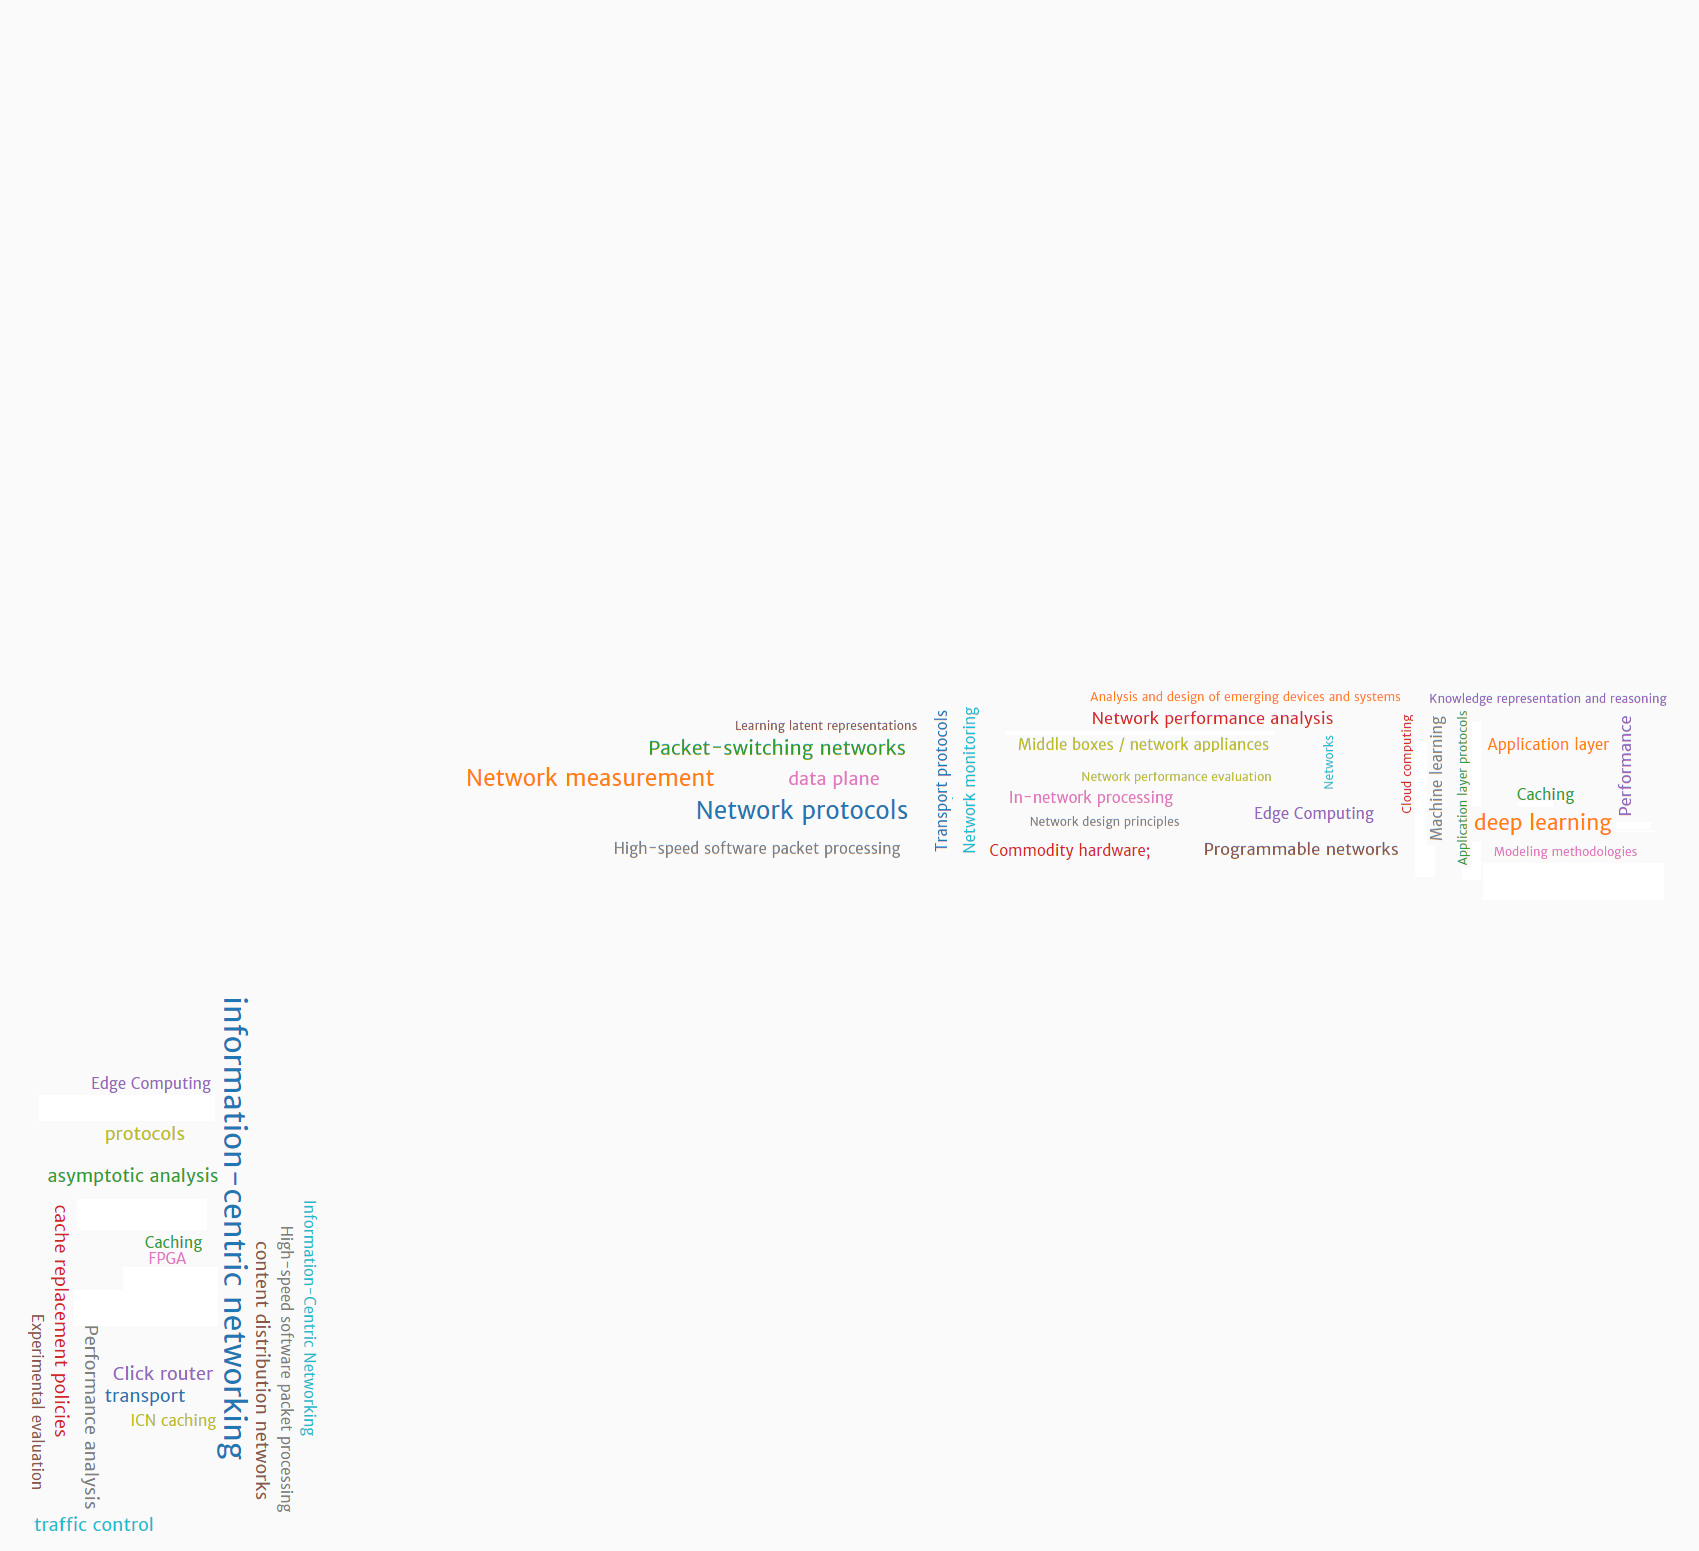 Analysis and design of emerging devices and systems
Knowledge representation and reasoning
Learning latent representations
Network performance analysis
Packet-switching networks
Middle boxes / network appliances
Networks
Application layer
Network measurement
data plane
Network performance evaluation
Transport protocols
Network monitoring
Cloud computing
Machine learning
Application layer protocols
Performance
In-network processing
Caching
Network protocols
Network design principles
Edge Computing
deep learning
High-speed software packet processing
Commodity hardware;
Programmable networks
Modeling methodologies
information-centric networking
Edge Computing
protocols
asymptotic analysis
cache replacement policies
Caching
FPGA
content distribution networks
High-speed software packet processing
Information-Centric Networking
Experimental evaluation
Performance analysis
Click router
transport
ICN caching
traffic control